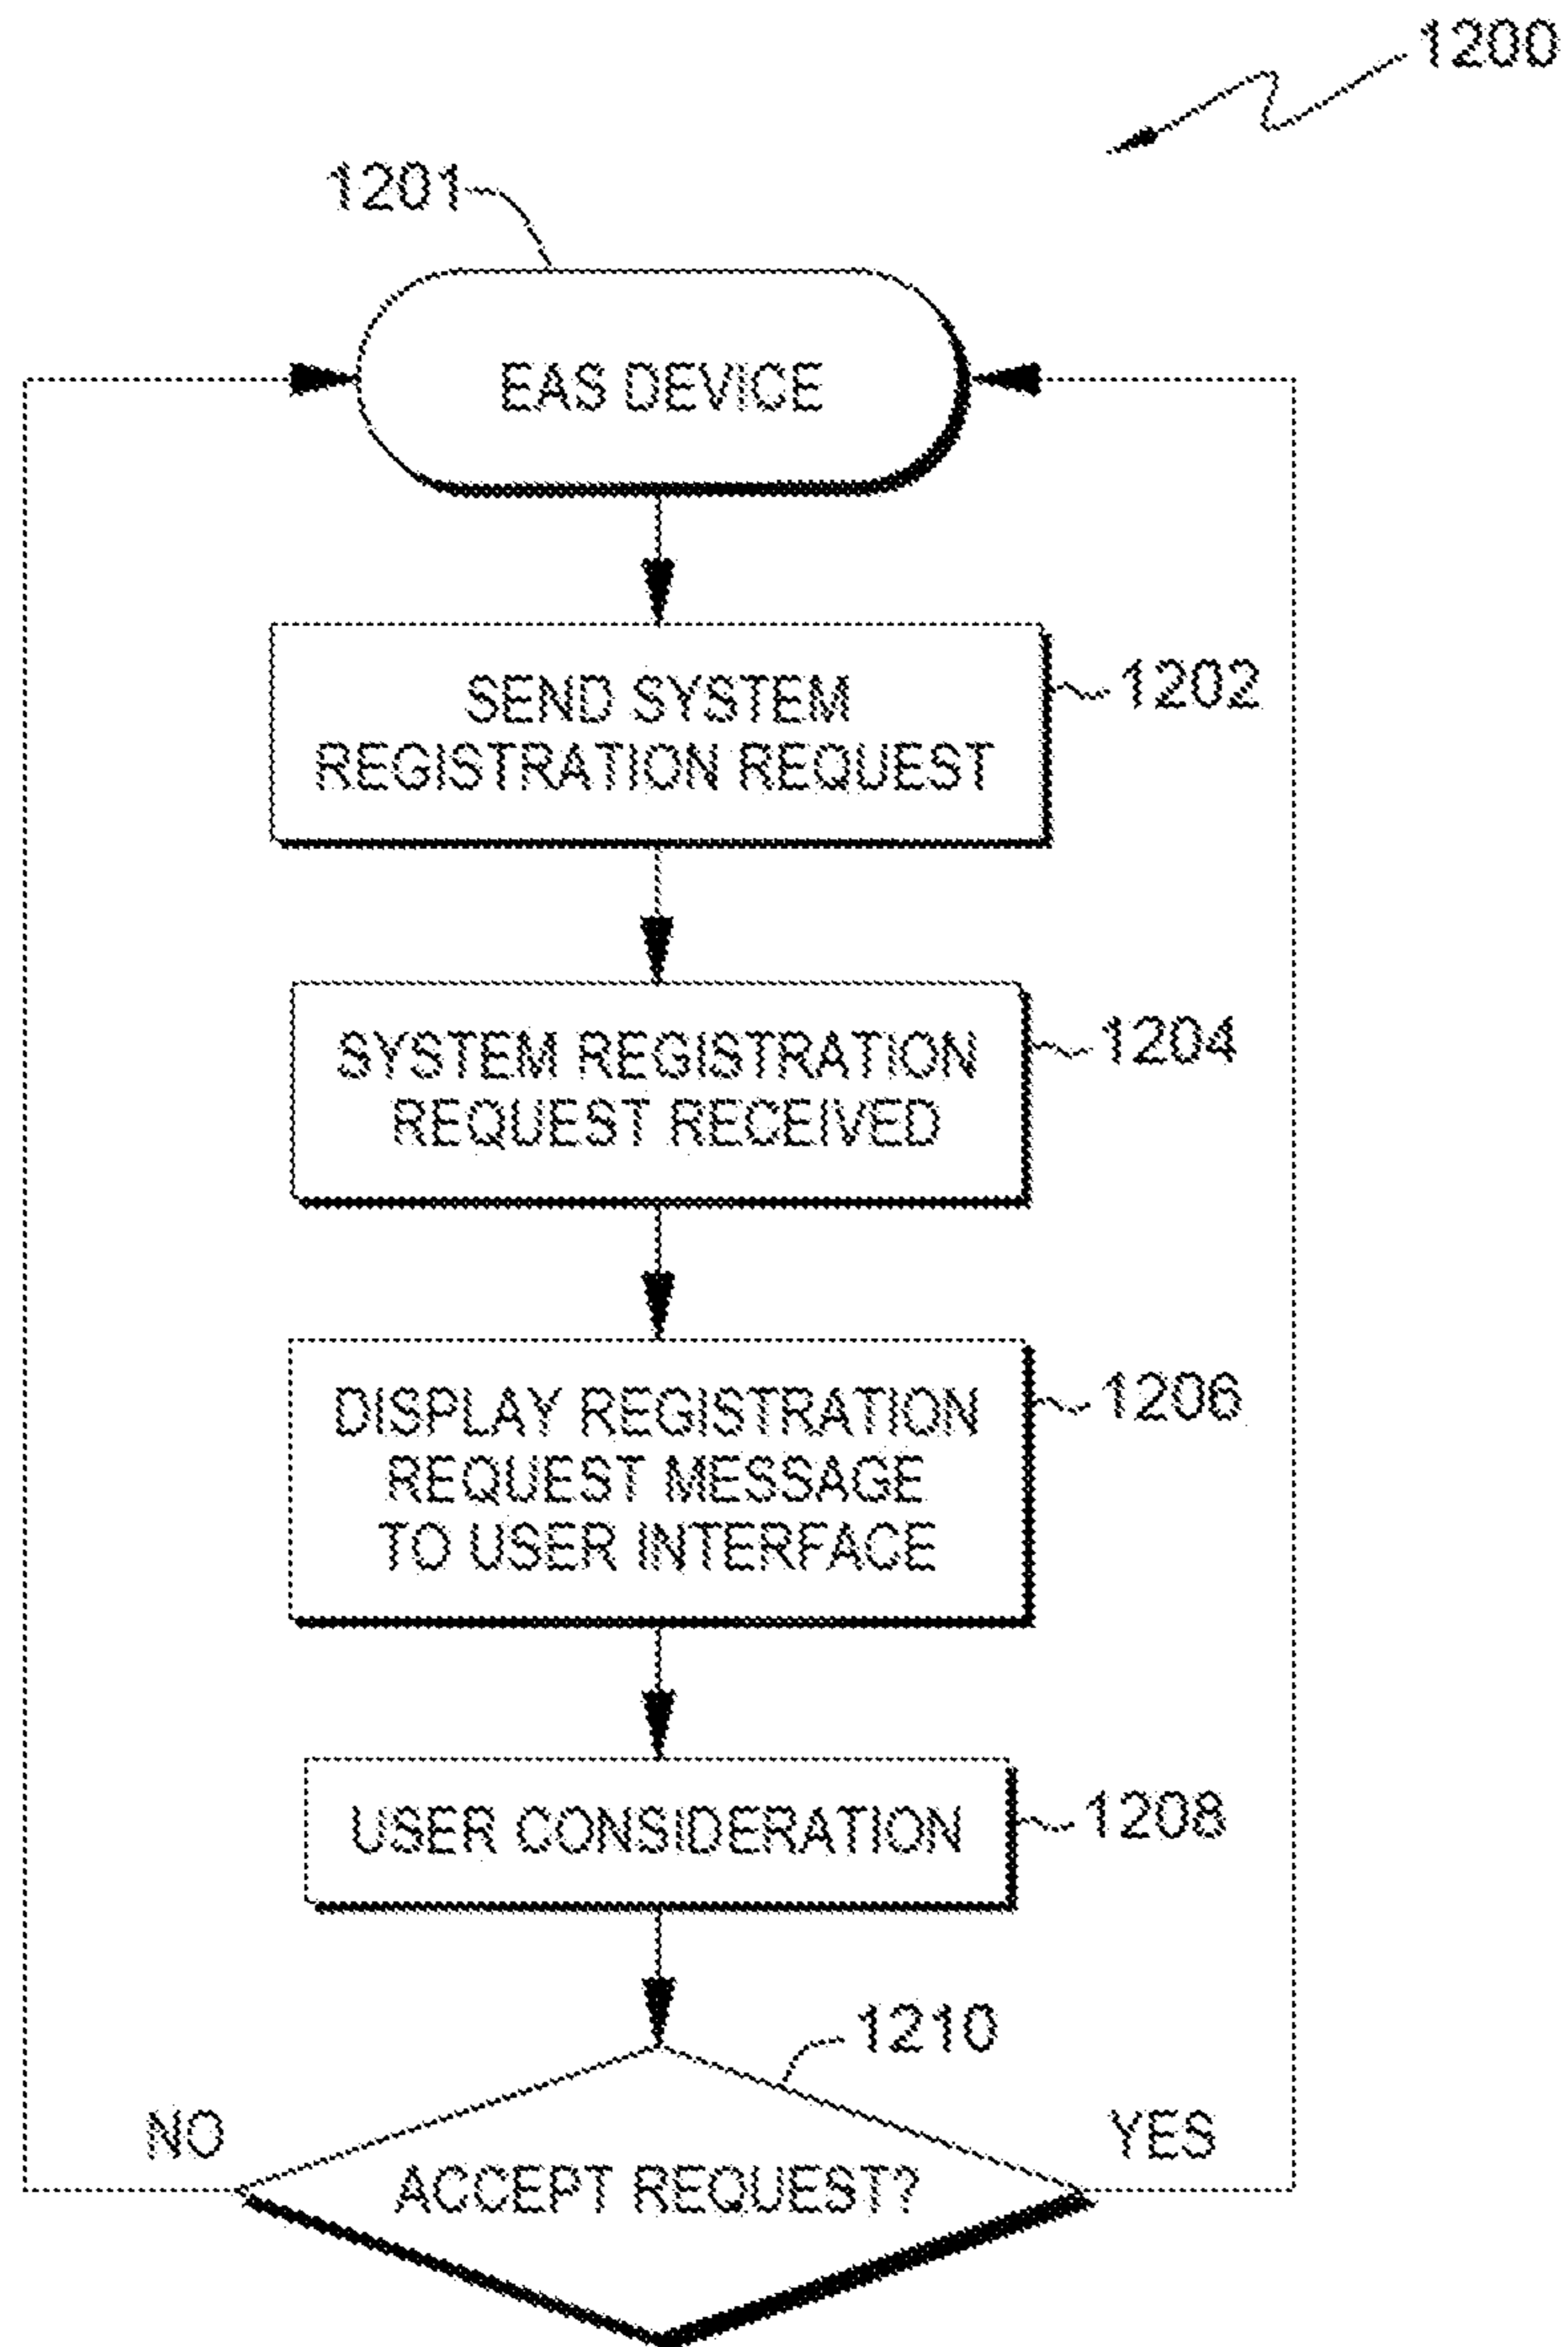 1200
1201
EAS DEVICE
SEND SYSTEM
REGISTRATION REQUEST
1202
SYSTEM REGISTRATION
REQUEST RECEIVED
1204
DISPLAY REGISTRATION
REQUEST MESSAGE
TO USER INTERFACE
1206
USER CONSIDERATION
1208
1210
NO
YES
ACCEPT REQUEST?